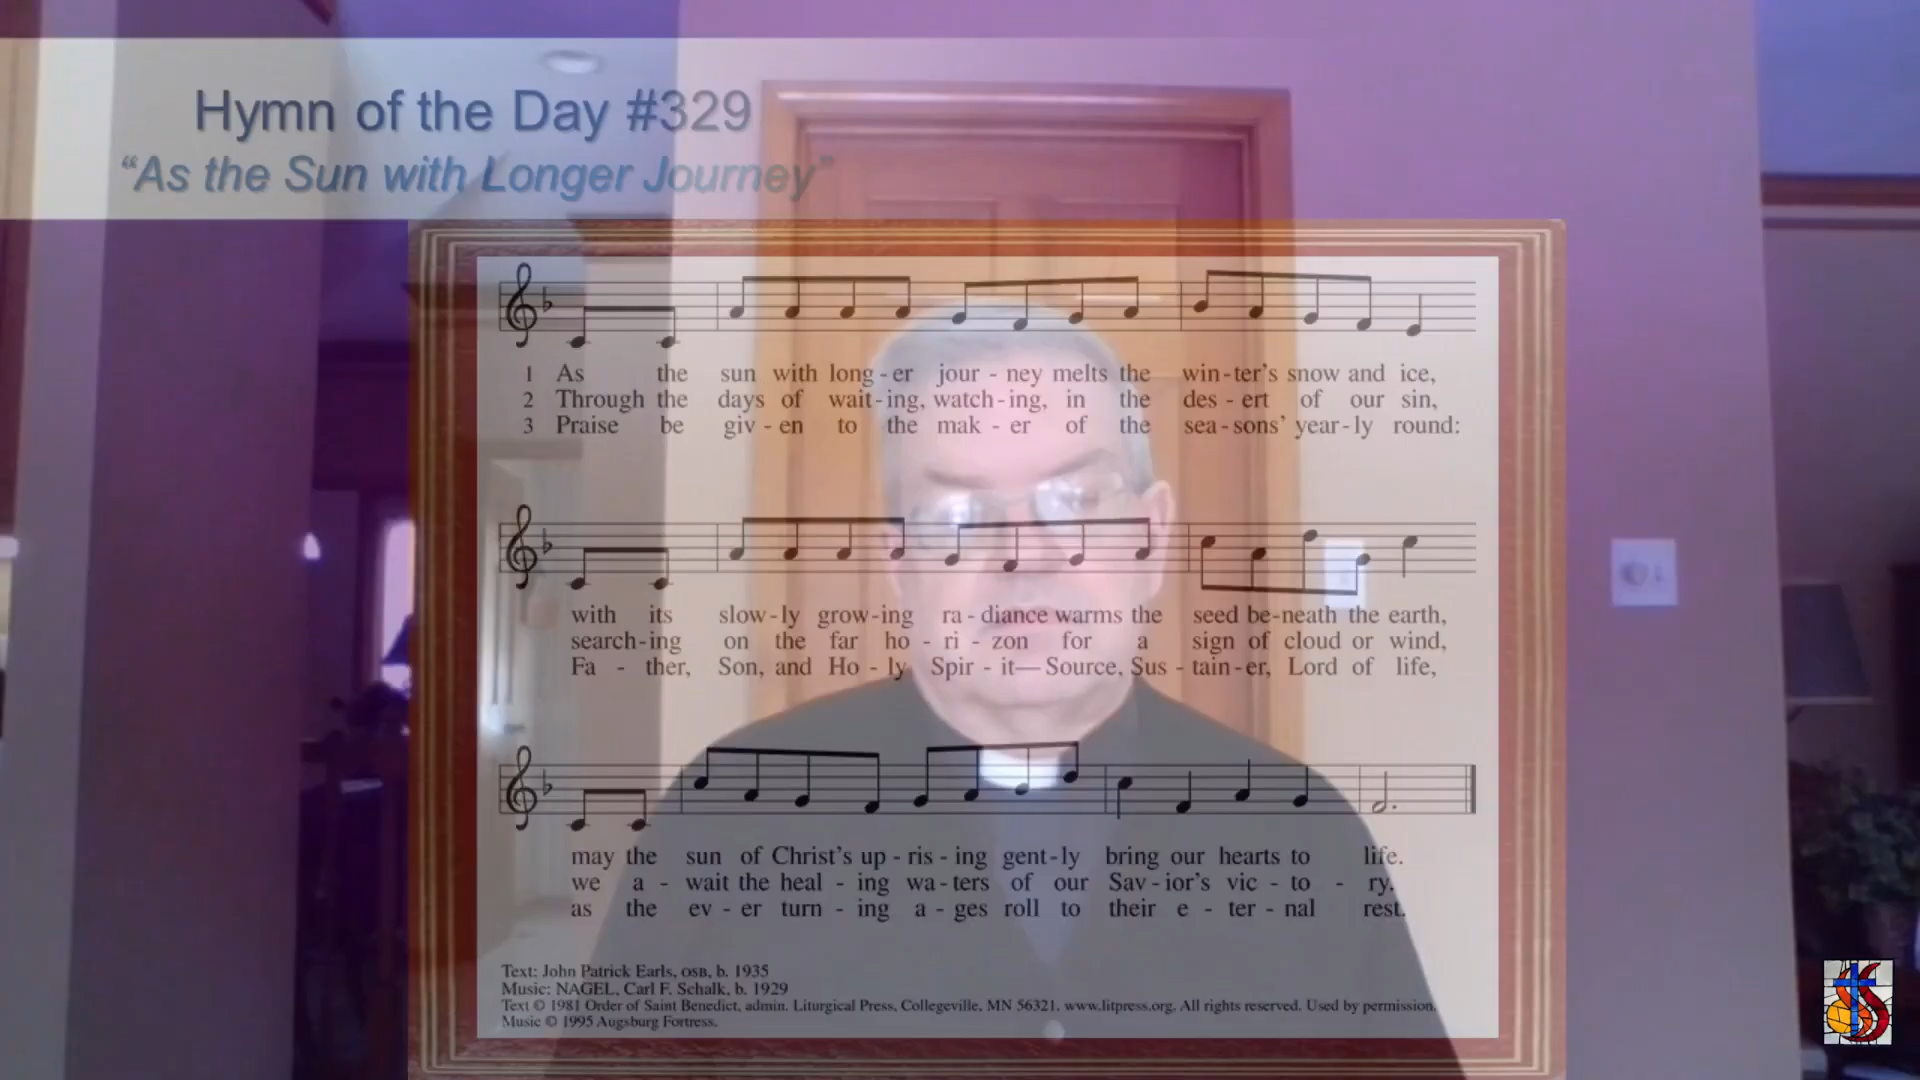 Hymn of the Day #329
“As the Sun with Longer Journey”
1 As the sun with long - er jour - ney melts the win - ter’s snow and ice,
2 Through the days of wait - ing, watch - ing, in the des - ert of our sin,
3 Praise be giv - en to the mak - er of the sea - sons’ year - ly round:
with its slow - ly grow - ing ra - diance warms the seed be - neath the earth,
search - ing on the far ho - ri - zon for a sign of cloud or wind,
Fa - ther, Son, and Ho - ly Spir - it— Source, Sus - tain - er, Lord of life,
may the sun of Christ’s up - ris - ing gent - ly bring our hearts to life.
we a - wait the heal - ing wa - ters of our Sav - ior’s vic - to - ry.
as the ev - er turn - ing a - ges roll to their e - ter - nal rest.
Text: John Patrick Earls, OSB, b. 1935
Music: NAGEL, Carl F. Schalk, b. 1929
Text © 1981 Order of Saint Benedict, admin. Liturgical Press, Collegeville, MN 56321, www.litpress.org. All rights reserved. Used by permission.
Music © 1995 Augsburg Fortress.